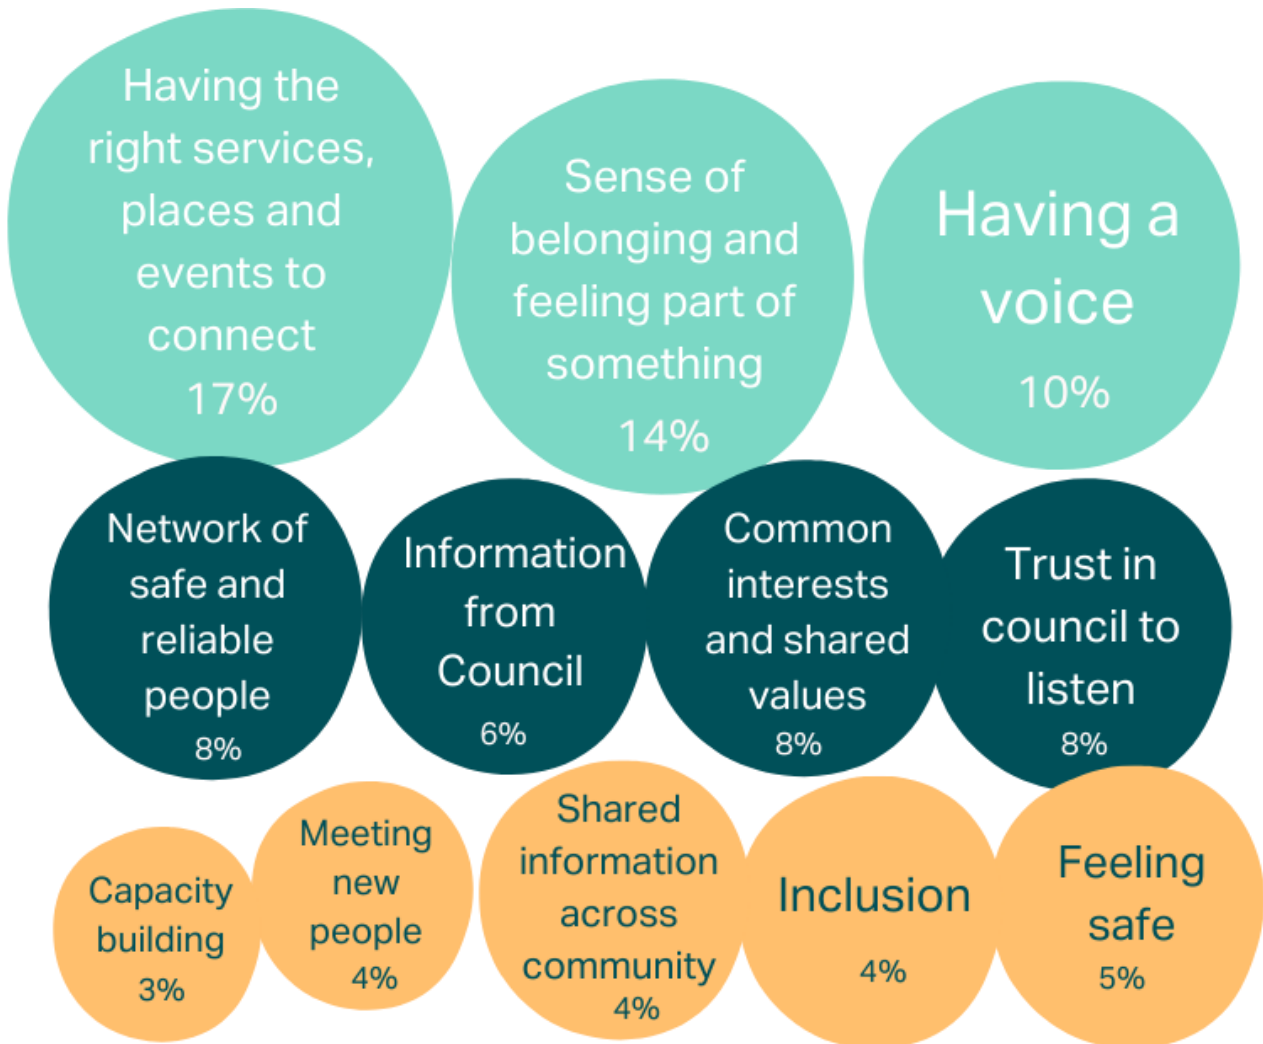 Having the
right services,
places and
events to
connect
17%
Sense of
belonging and
feeling part of
something
14%
Having a
voice
10%
Network of
safe and
reliable
people
8%
Information
from
Council
6%
Common
interests
and shared
values
8%
Trust in
council to
listen
8%
Capacity
building
3%
Meeting
new
people
4%
Shared
information
across
community
4%
Inclusion
4%
Feeling
safe
5%